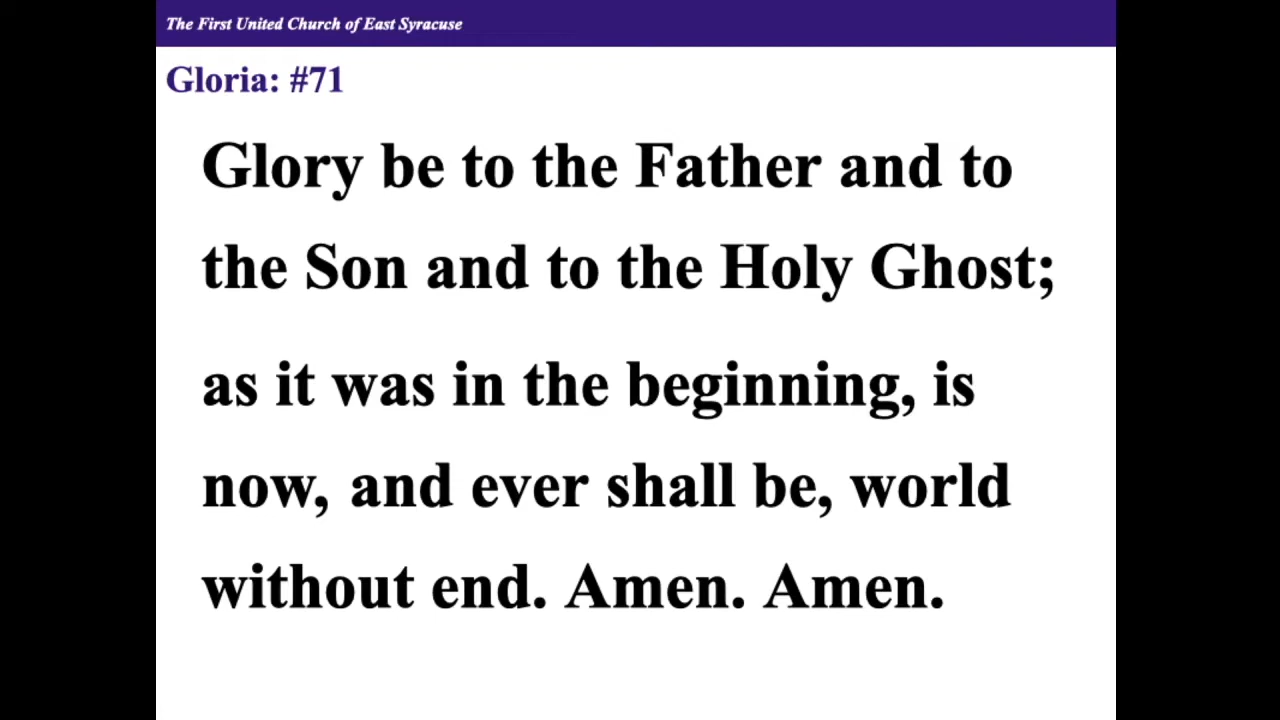 The First United Church of East Syracuse
Gloria: #71
Glory be to the Father and to
the Son and to the Holy Ghost;
as it was in the beginning, is
now, and ever shall be, world
without end. Amen. Amen.